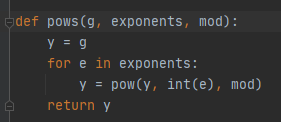 def pows(g, exponents, mod):
    y = g
    for e in exponents:
        y = pow(y, int(e), mod)
    return y